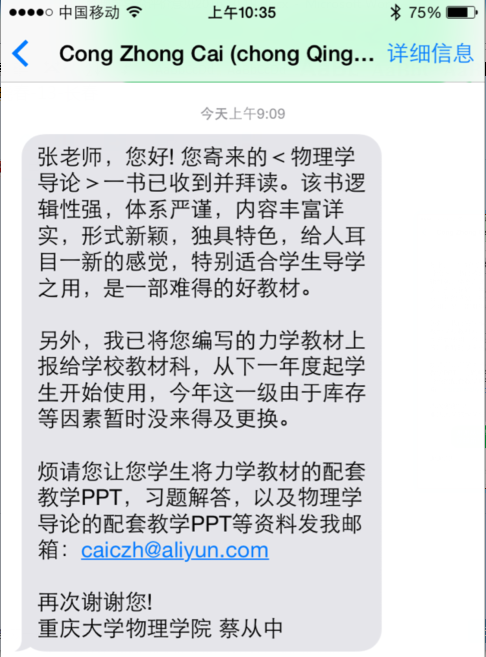 中国移动 上午10:35 75%
Cong Zhong Cai (chong Qing... 详细信息
今天上午9:09
张老师，您好! 您寄来的＜物理学
导论＞一书已收到并拜读。该书逻
辑性强，体系严谨，内容丰富详
实，形式新颖，独具特色，给人耳
目一新的感觉，特别适合学生导学
之用，是一部难得的好教材。
另外，我已将您编写的力学教材上
报给学校教材科，从下一年度起学
生开始使用，今年这一级由于库存
等因素暂时没来得及更换。
烦请您让您学生将力学教材的配套
教学PPT，习题解答，以及物理学
导论的配套教学PPT等资料发我邮
箱：caiczh@aliyun.com
再次谢谢您!
重庆大学物理学院 蔡从中